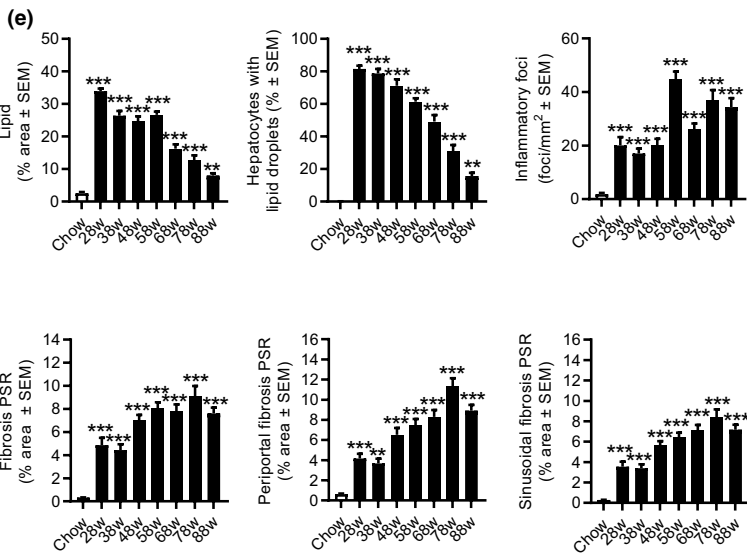 (e)
Lipid
(% area ± SEM)
50
40
30
20
10
0
***
***
***
***
***
***
**
Chow
28w
38w
48w
58w
68w
78w
88w
Hepatocytes with
lipid droplets (% ± SEM)
100
80
60
40
20
0
***
***
***
***
***
***
**
Chow
28w
38w
48w
58w
68w
78w
88w
Inflammatory foci
(foci/mm² ± SEM)
60
40
20
0
***
***
***
***
***
***
***
Chow
28w
38w
48w
58w
68w
78w
88w
Fibrosis PSR
(% area ± SEM)
14
12
10
8
6
4
2
0
***
***
***
***
***
***
***
Chow
28w
38w
48w
58w
68w
78w
88w
Periportal fibrosis PSR
(% area ± SEM)
16
14
12
10
8
6
4
2
0
***
**
***
***
***
***
***
Chow
28w
38w
48w
58w
68w
78w
88w
Sinusoidal fibrosis PSR
(% area ± SEM)
16
14
12
10
8
6
4
2
0
***
***
***
***
***
***
***
Chow
28w
38w
48w
58w
68w
78w
88w